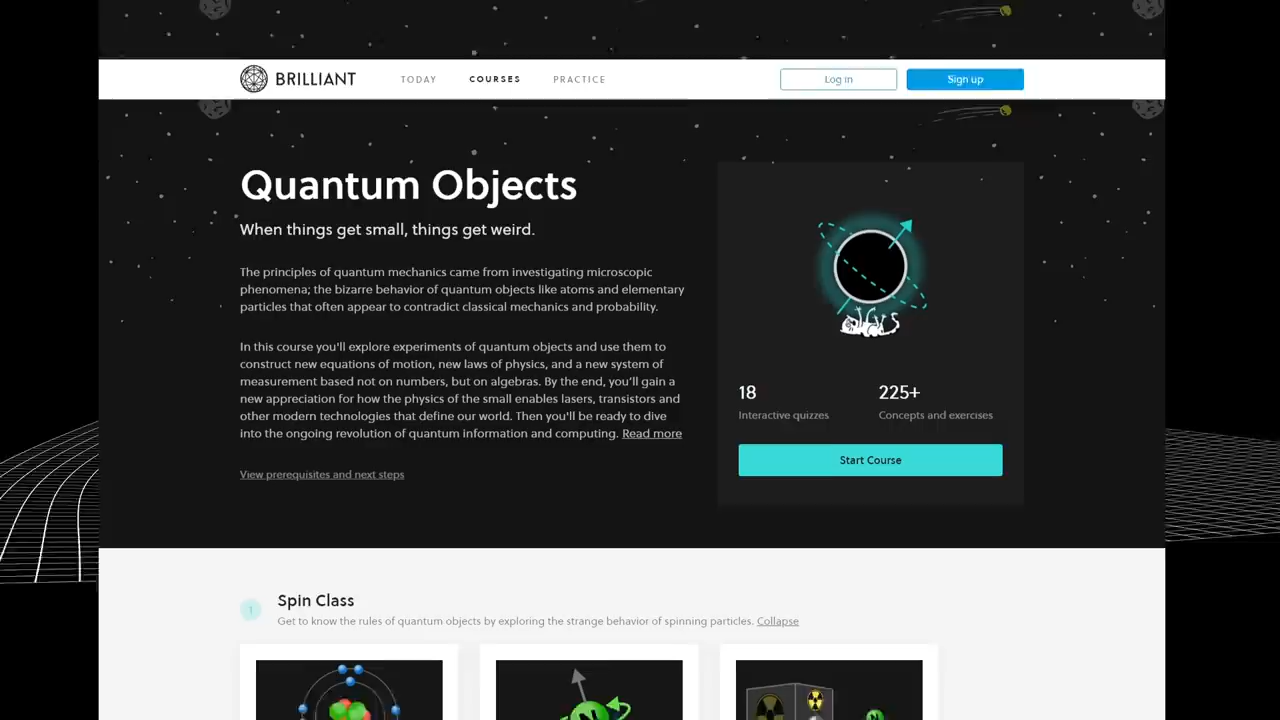 BRILLIANT
TODAY
COURSES
PRACTICE
Log in
Sign up
Quantum Objects
When things get small, things get weird.
The principles of quantum mechanics came from investigating microscopic
phenomena; the bizarre behavior of quantum objects like atoms and elementary
particles that often appear to contradict classical mechanics and probability.
In this course you'll explore experiments of quantum objects and use them to
construct new equations of motion, new laws of physics, and a new system of
measurement based not on numbers, but on algebras. By the end, you'll gain a
new appreciation for how the physics of the small enables lasers, transistors and
other modern technologies that define our world. Then you'll be ready to dive
into the ongoing revolution of quantum information and computing. Read more
View prerequisites and next steps
18
Interactive quizzes
225+
Concepts and exercises
Start Course
1
Spin Class
Get to know the rules of quantum objects by exploring the strange behavior of spinning particles. Collapse